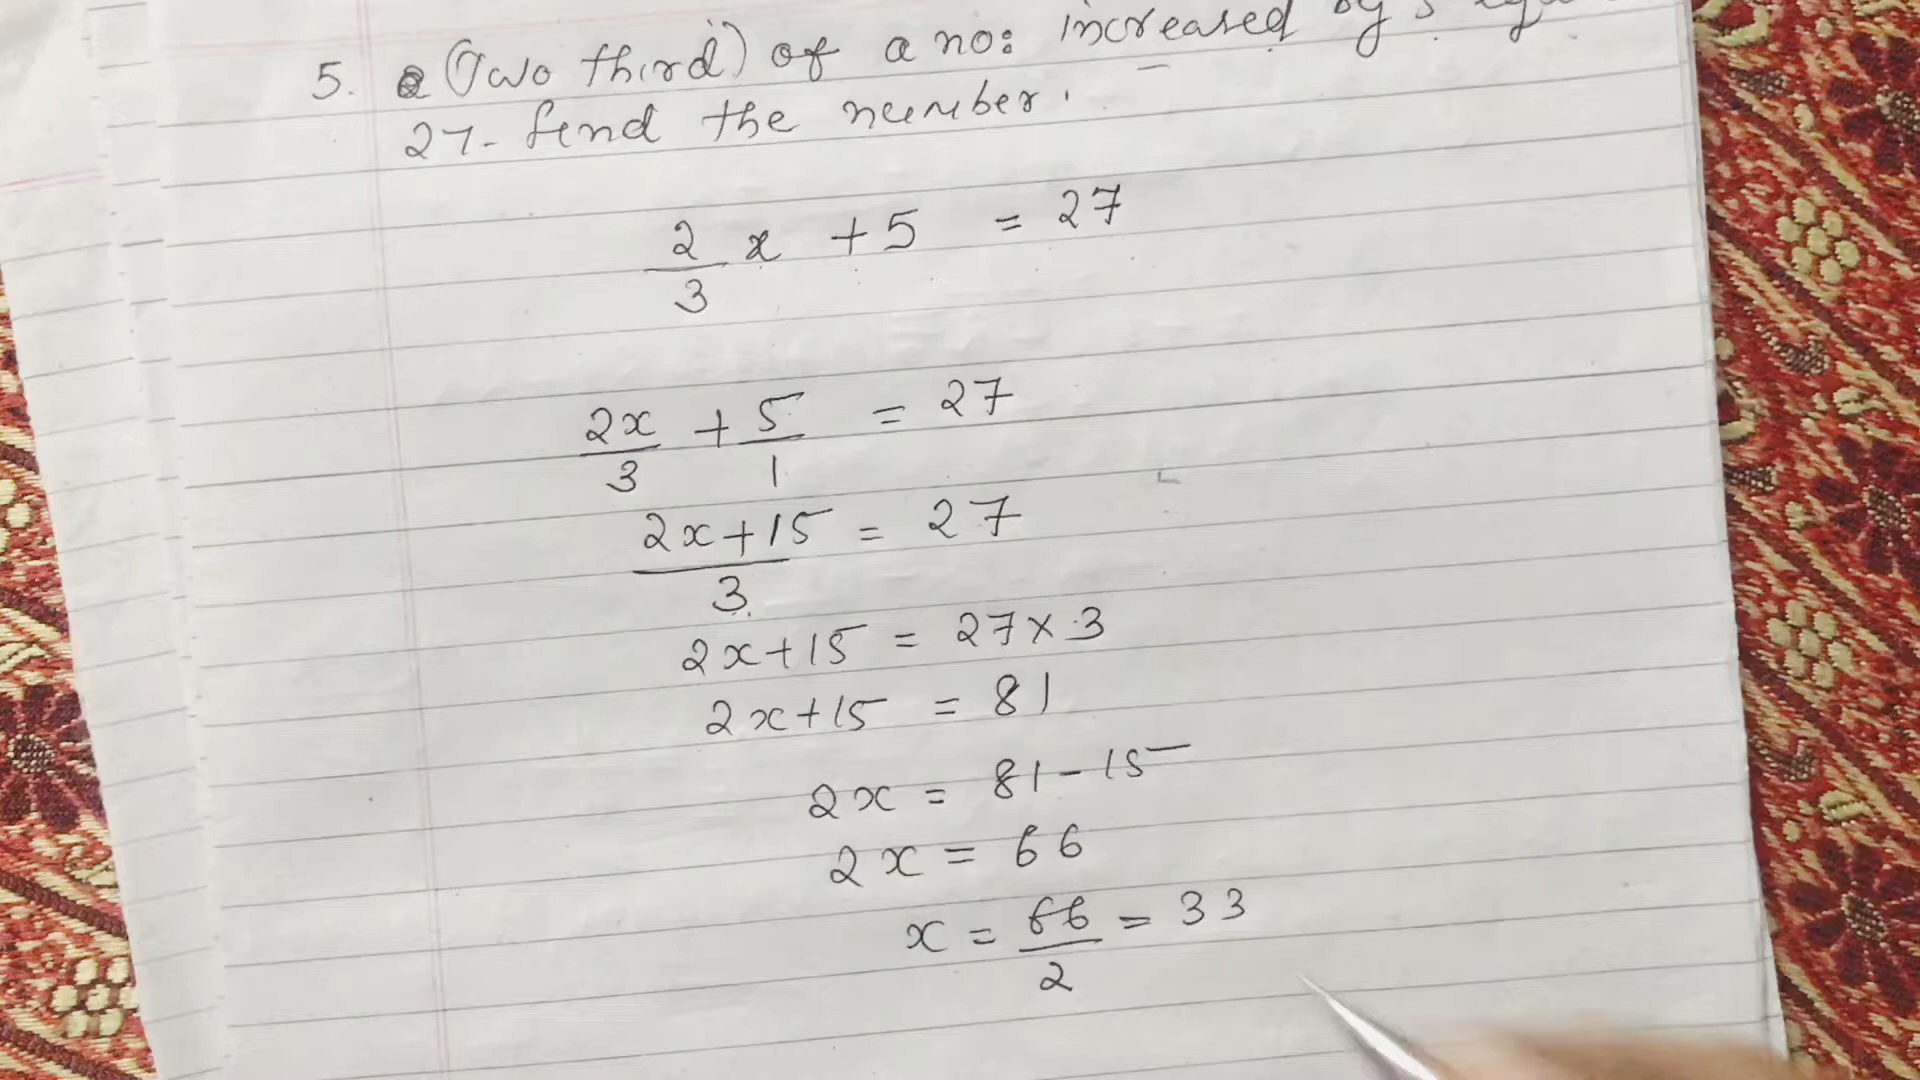 5. (Two third) of a no: increased by 5
27. find the number.
2/3 x + 5 = 27
2x/3 + 5/1 = 27
2x+15/3 = 27
2x+15 = 27×3
2x+15 = 81
2x = 81-15
2x = 66
x = 66/2 = 33